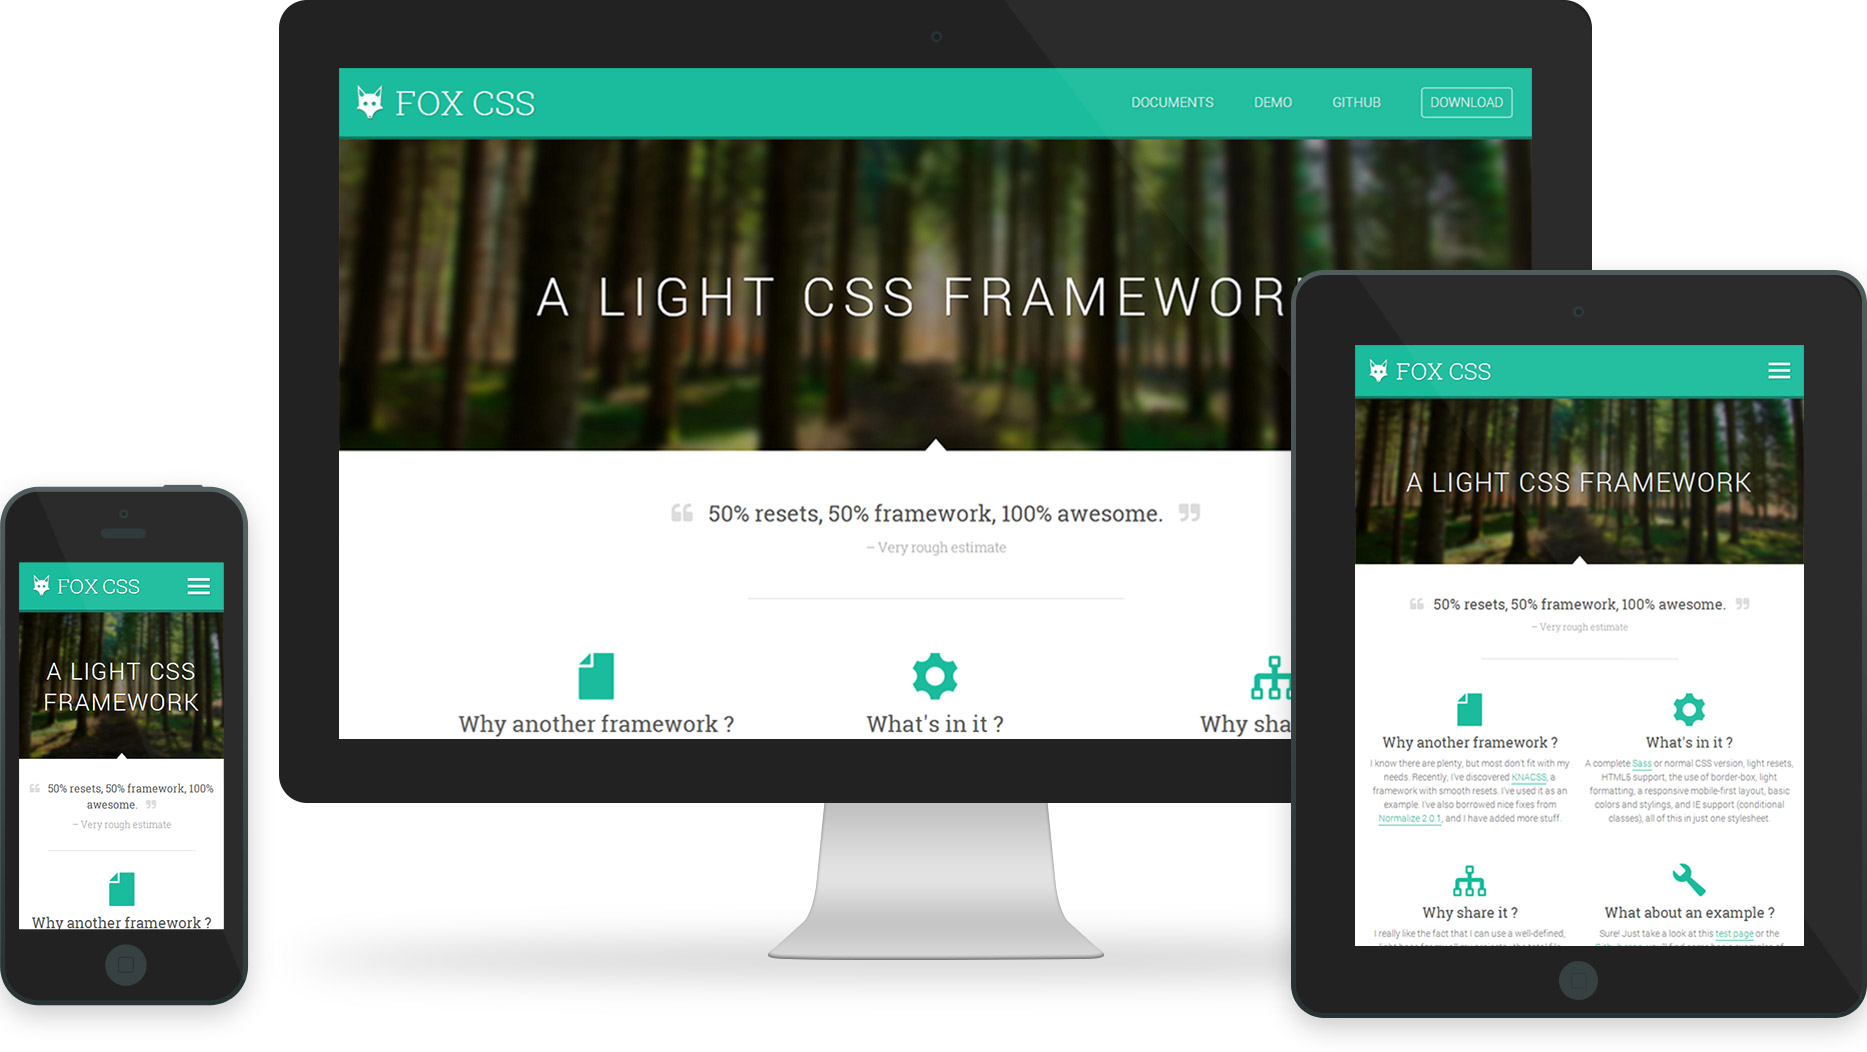 FOX CSS
DOCUMENTS
DEMO
GITHUB
DOWNLOAD
A LIGHT CSS FRAMEWOR
“ 50% resets, 50% framework, 100% awesome. ”
– Very rough estimate
Why another framework ?
What's in it ?
Why sha
FOX CSS
A LIGHT CSS
FRAMEWORK
“ 50% resets, 50% framework, 100%
awesome. ”
– Very rough estimate
Why another framework ?
FOX CSS
A LIGHT CSS FRAMEWORK
“ 50% resets, 50% framework, 100% awesome. ”
– Very rough estimate
Why another framework ?
I know there are plenty, but most don't fit with my
needs. Recently, I've discovered KNACSS, a
framework with smooth resets. I've used it as an
example. I've also borrowed nice fixes from
Normalize 2.0.1, and I have added more stuff.
What's in it ?
A complete Sass or normal CSS version, light resets,
HTML5 support, the use of border-box, light
formatting, a responsive mobile-first layout, basic
colors and stylings, and IE support (conditional
classes), all of this in just one stylesheet.
Why share it ?
I really like the fact that I can use a well-defined,
What about an example ?
Sure! Just take a look at this test page or the